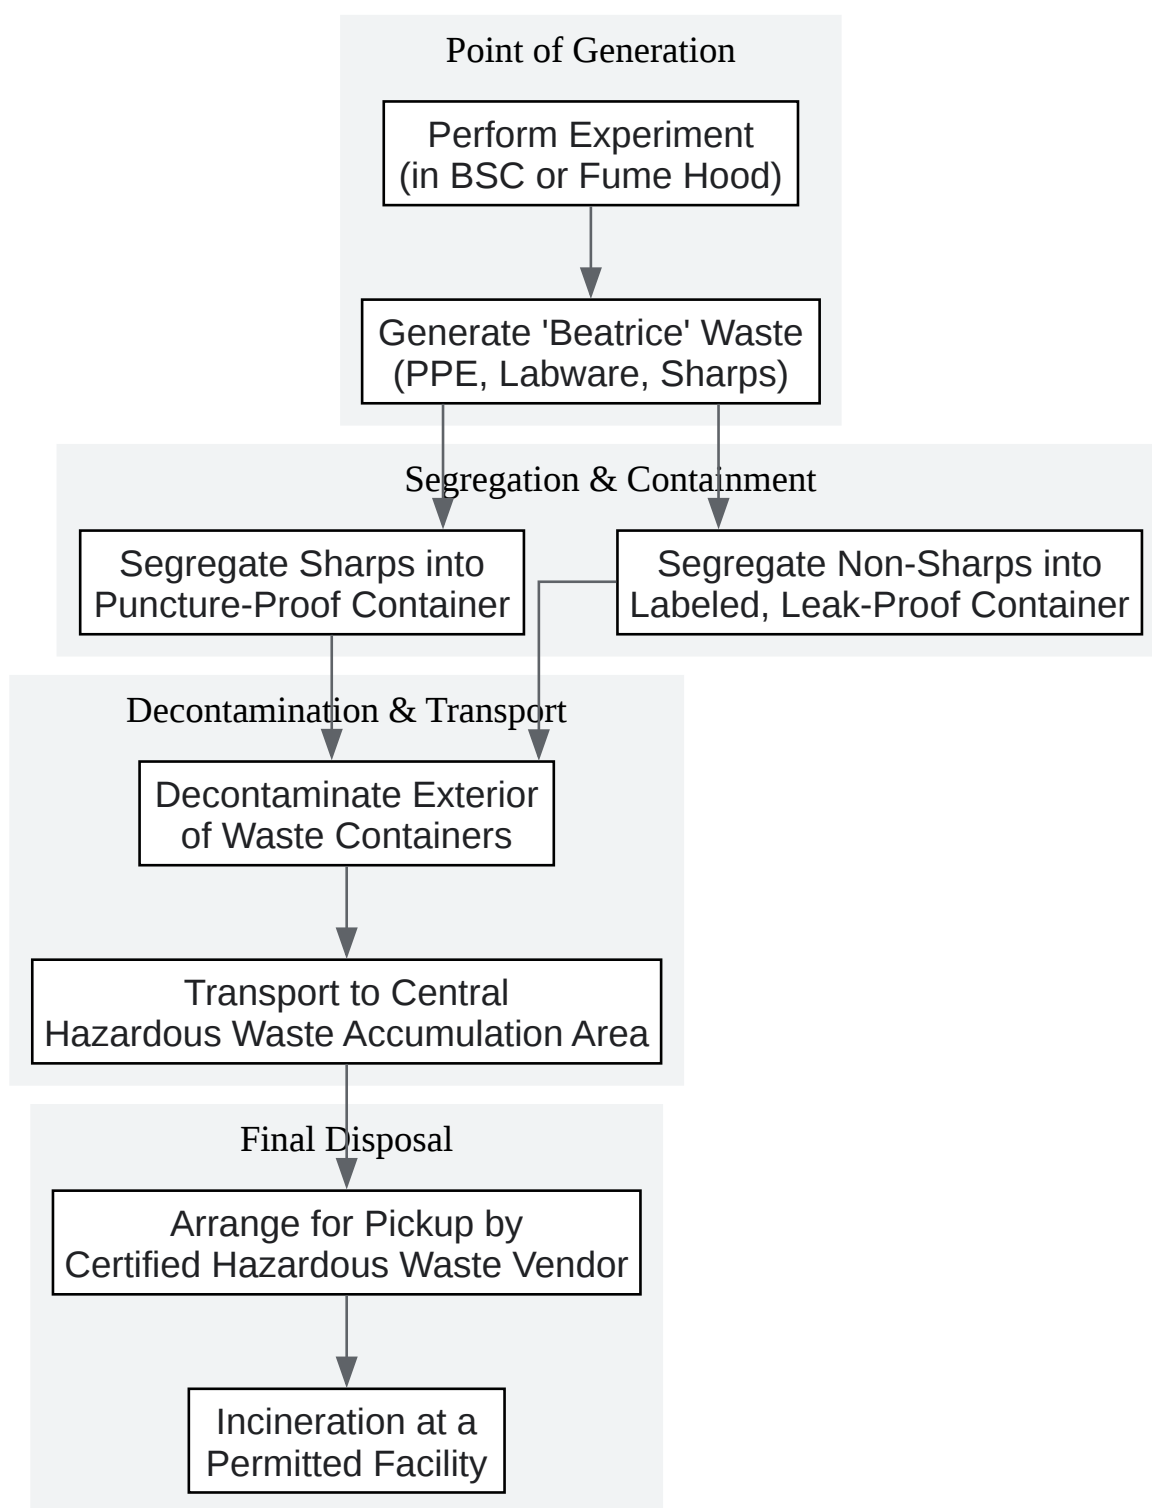 Point of Generation
Perform Experiment
(in BSC or Fume Hood)
Generate 'Beatrice' Waste
(PPE, Labware, Sharps)
Segregation & Containment
Segregate Sharps into
Puncture-Proof Container
Segregate Non-Sharps into
Labeled, Leak-Proof Container
Decontamination & Transport
Decontaminate Exterior
of Waste Containers
Transport to Central
Hazardous Waste Accumulation Area
Final Disposal
Arrange for Pickup by
Certified Hazardous Waste Vendor
Incineration at a
Permitted Facility